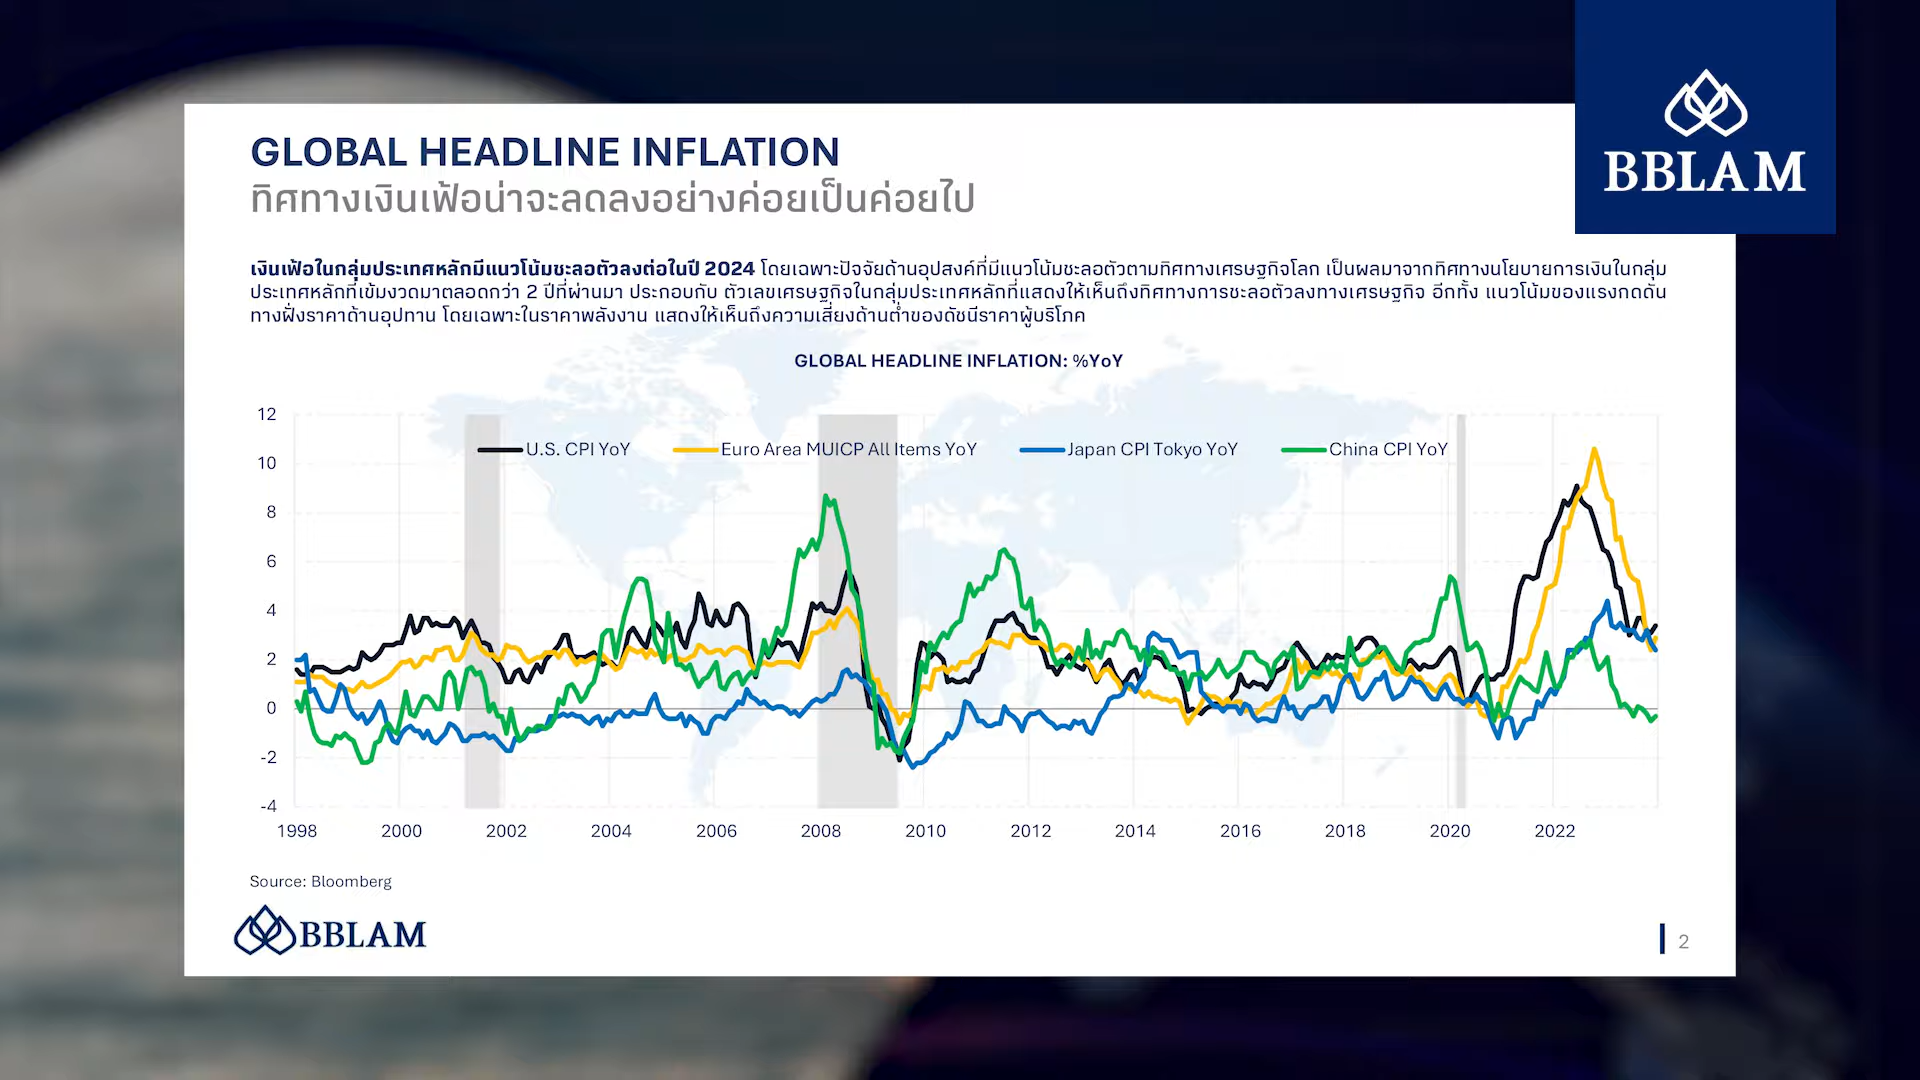 BBLAM
GLOBAL HEADLINE INFLATION
ทิศทางเงินเฟ้อน่าจะลดลงอย่างค่อยเป็นค่อยไป
เงินเฟ้อในกลุ่มประเทศหลักมีแนวโน้มชะลอตัวลงต่อในปี 2024 โดยเฉพาะปัจจัยด้านอุปสงค์ที่มีแนวโน้มชะลอตัวตามทิศทางเศรษฐกิจโลก เป็นผลมาจากทิศทางนโยบายการเงินในกลุ่ม
ประเทศหลักที่เข้มงวดมาตลอดกว่า 2 ปีที่ผ่านมา ประกอบกับ ตัวเลขเศรษฐกิจในกลุ่มประเทศหลักที่แสดงให้เห็นถึงทิศทางการชะลอตัวลงทางเศรษฐกิจ อีกทั้ง แนวโน้มของแรงกดดัน
ทางฝั่งราคาด้านอุปทาน โดยเฉพาะในราคาพลังงาน แสดงให้เห็นถึงความเสี่ยงด้านต่ำของดัชนีราคาผู้บริโภค
GLOBAL HEADLINE INFLATION: %YoY
U.S. CPI YoY Euro Area MUICP All Items YoY Japan CPI Tokyo YoY China CPI YoY
12
10
8
6
4
2
0
-2
-4
1998 2000 2002 2004 2006 2008 2010 2012 2014 2016 2018 2020 2022
Source: Bloomberg
BBLAM
2